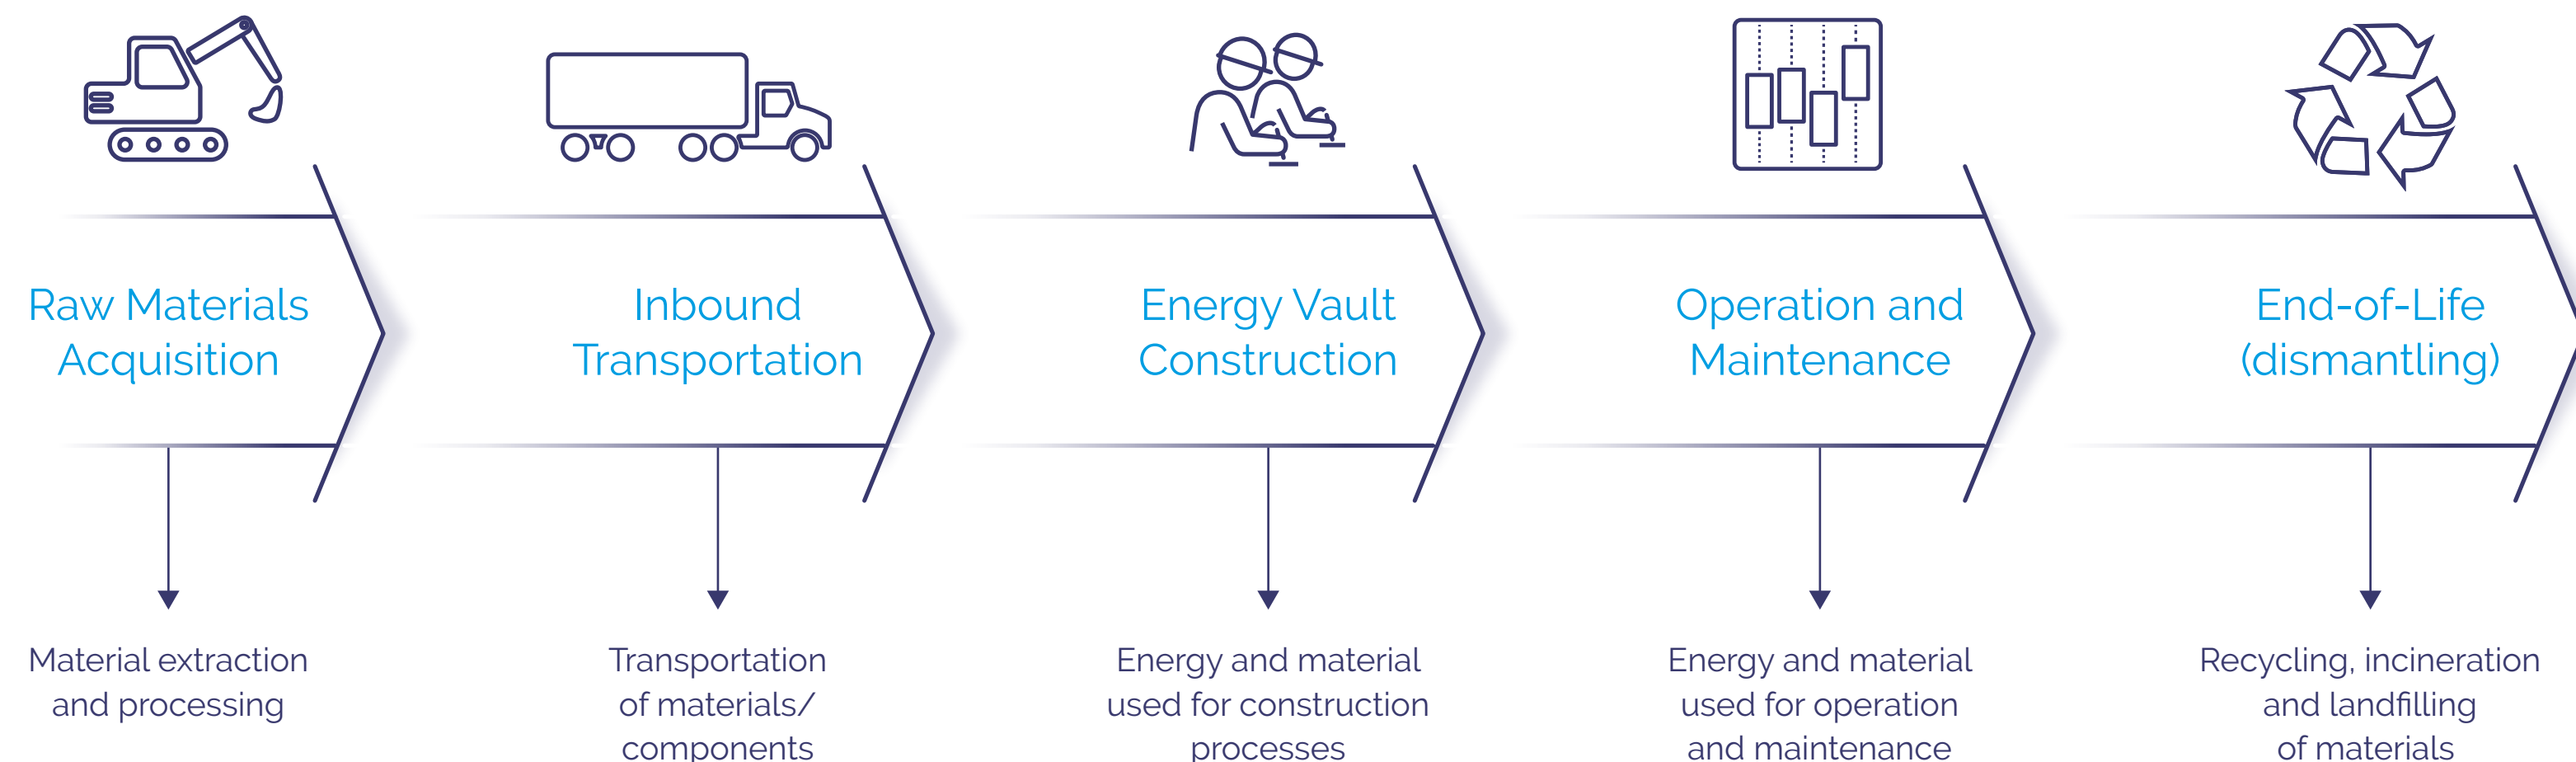 Raw Materials
Acquisition
Inbound
Transportation
Energy Vault
Construction
Operation and
Maintenance
End-of-Life
(dismantling)
Material extraction
and processing
Transportation
of materials/
components
Energy and material
used for construction
processes
Energy and material
used for operation
and maintenance
Recycling, incineration
and landfilling
of materials